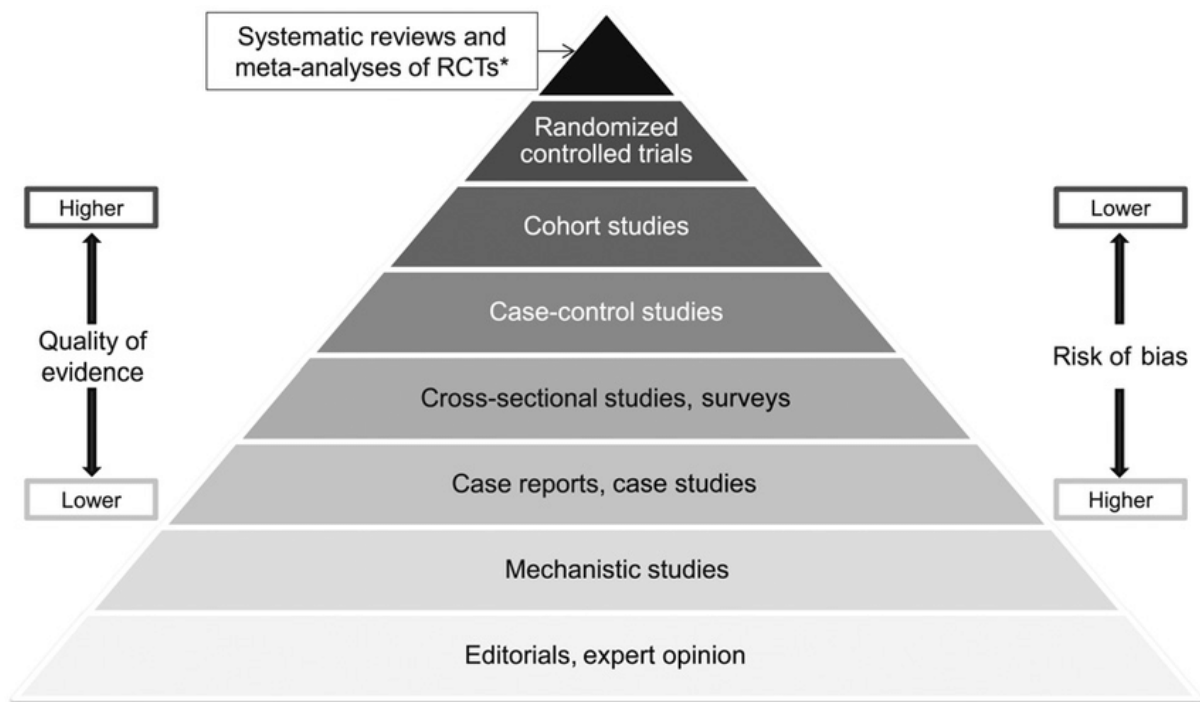 Systematic reviews and
meta-analyses of RCTs*
Randomized
controlled trials
Higher
Lower
Cohort studies
Case-control studies
Quality of
evidence
Risk of bias
Cross-sectional studies, surveys
Case reports, case studies
Lower
Higher
Mechanistic studies
Editorials, expert opinion